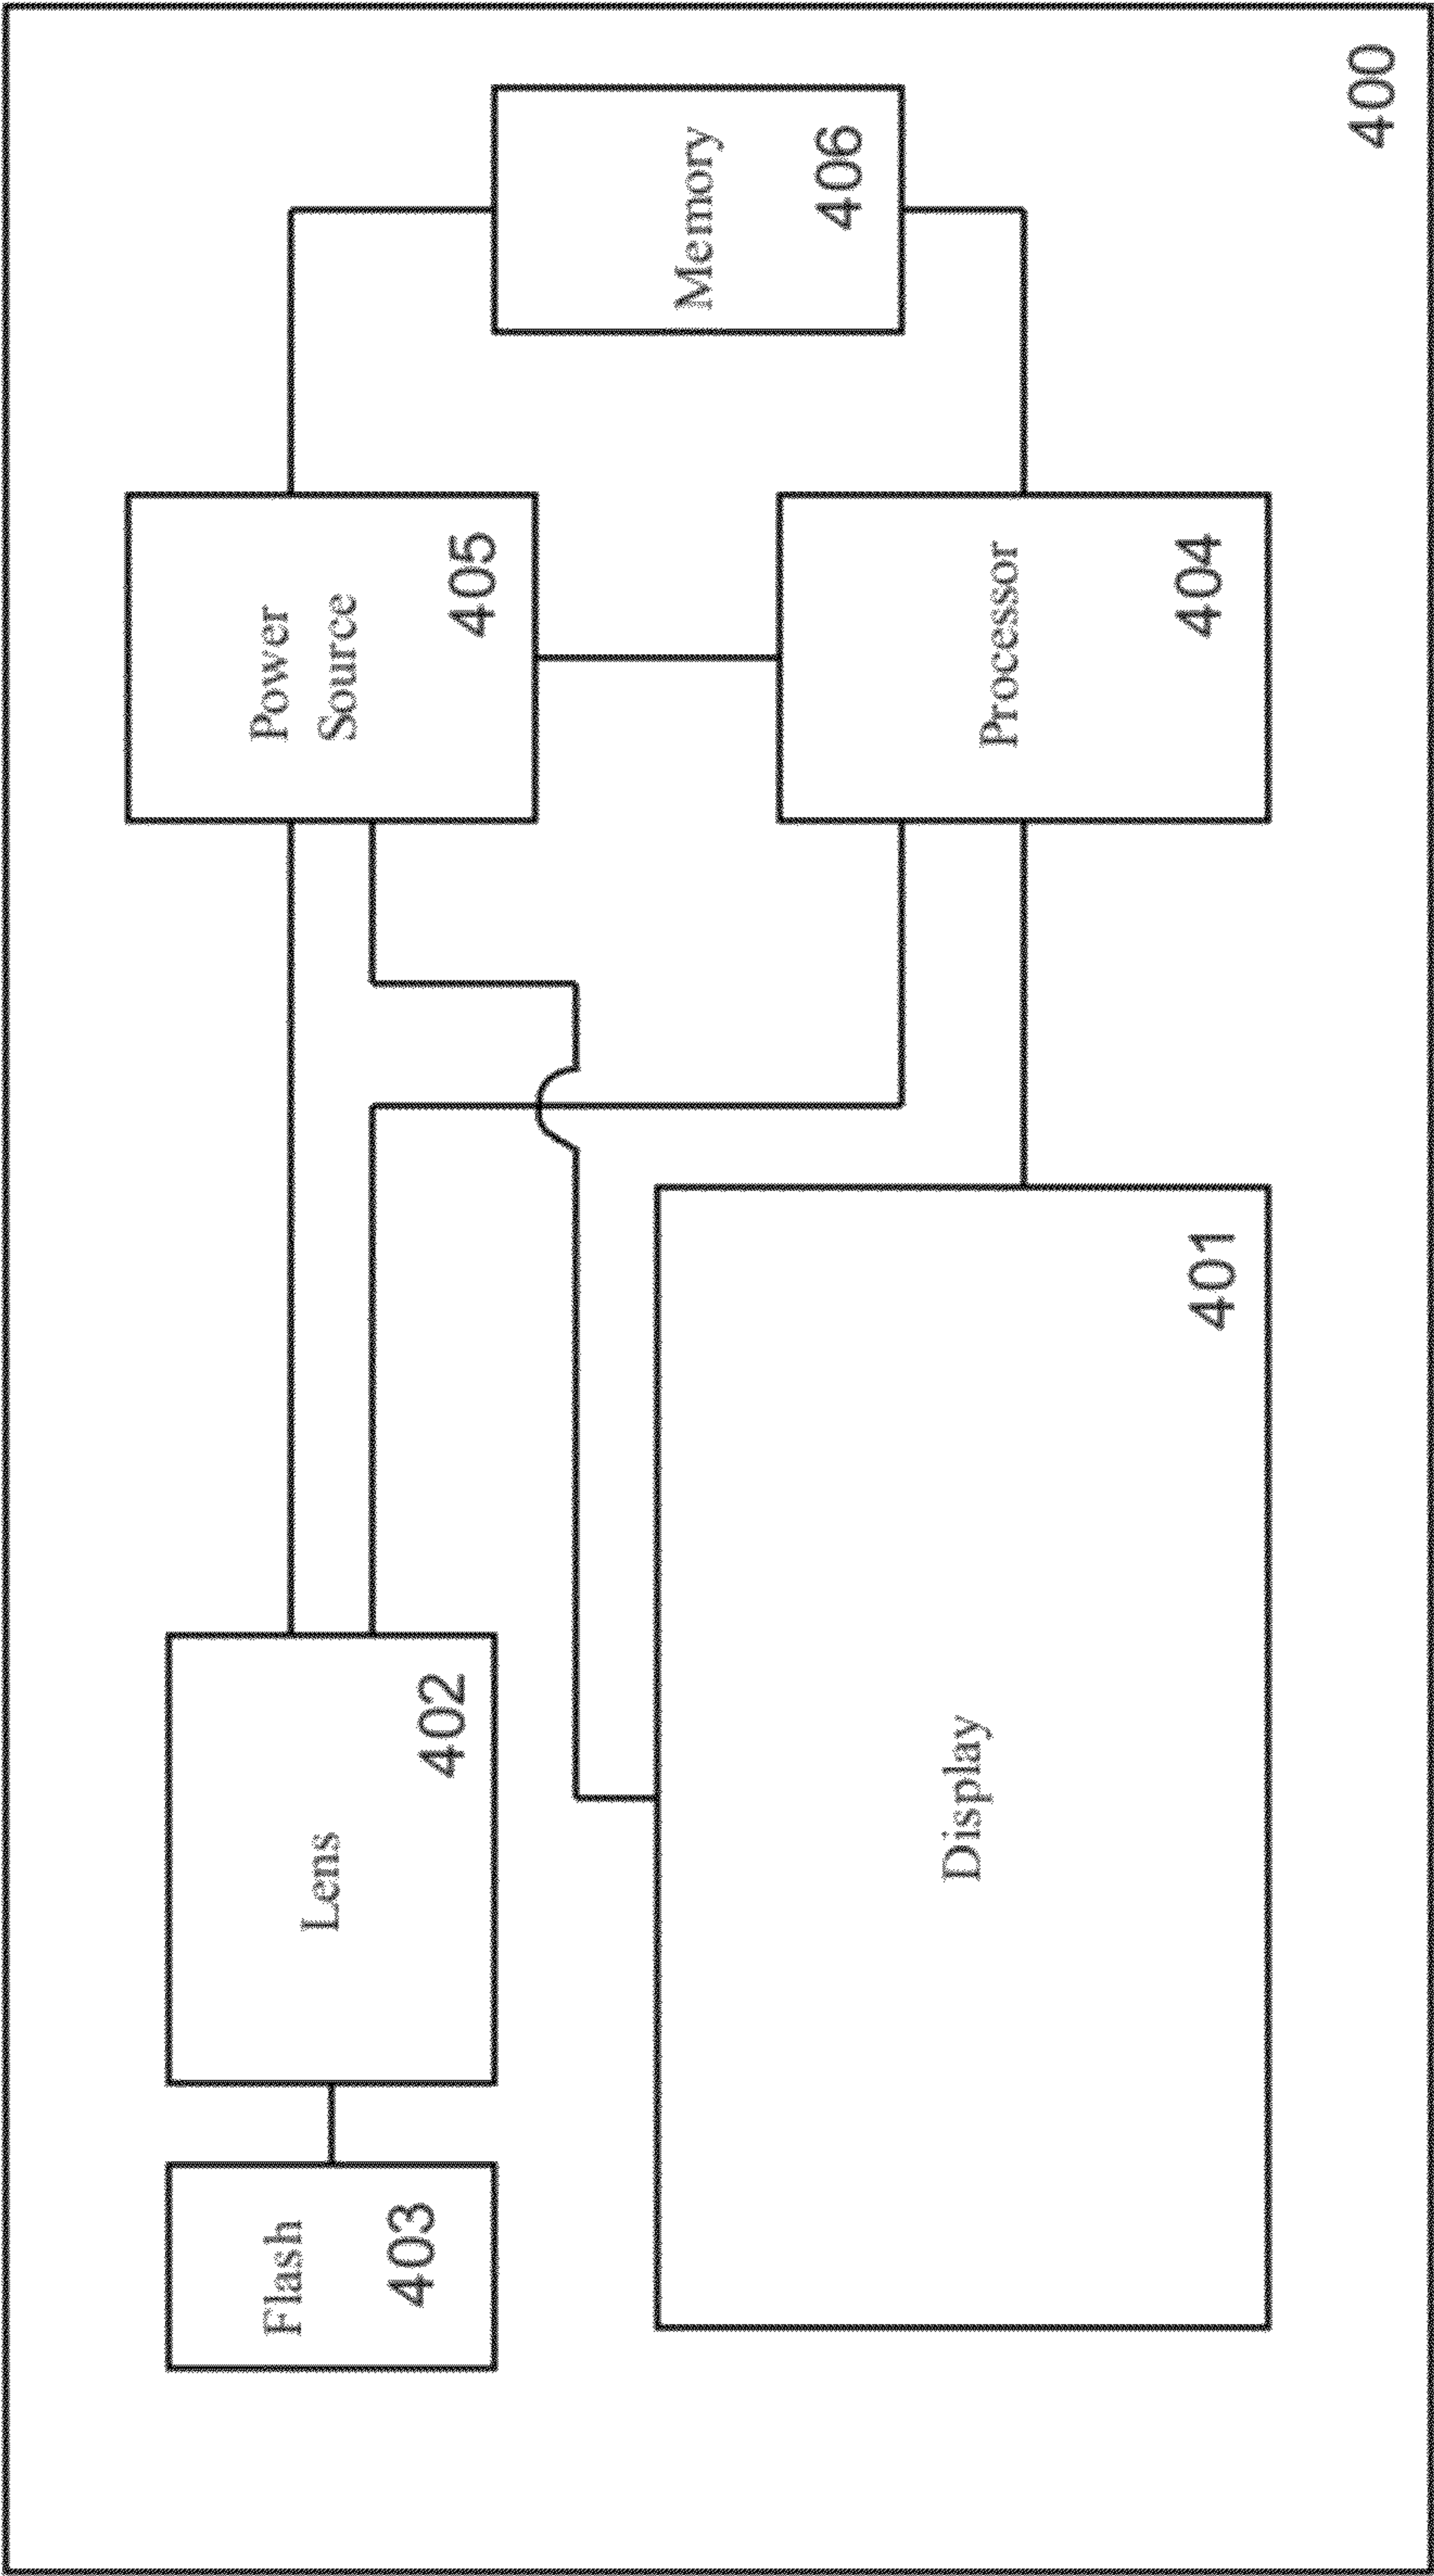 Flash
403
Lens
402
Power
Source
405
Memory
406
Display
401
Processor
404
400